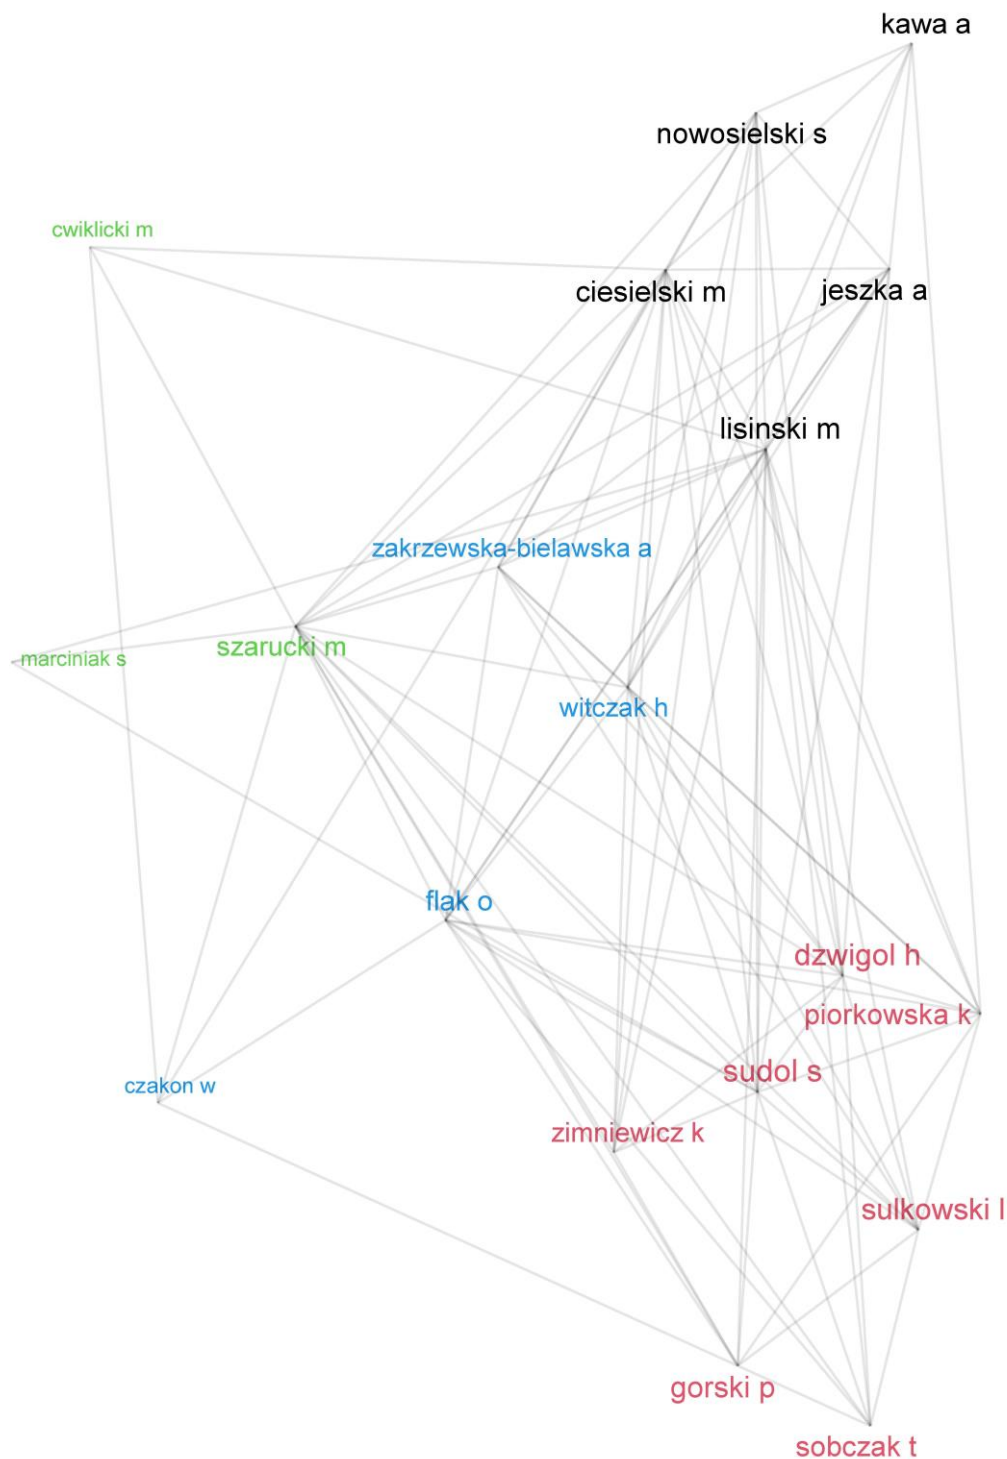 kawa a
nowosielski s
cwiklicki m
ciesielski m
jeszka a
lisinski m
zakrzewska-bielawska a
szarucki m
marciniak s
witczak h
flak o
dzwigol h
piorkowska k
sudol s
czakon w
zimniewicz k
sulkowski l
gorski p
sobczak t